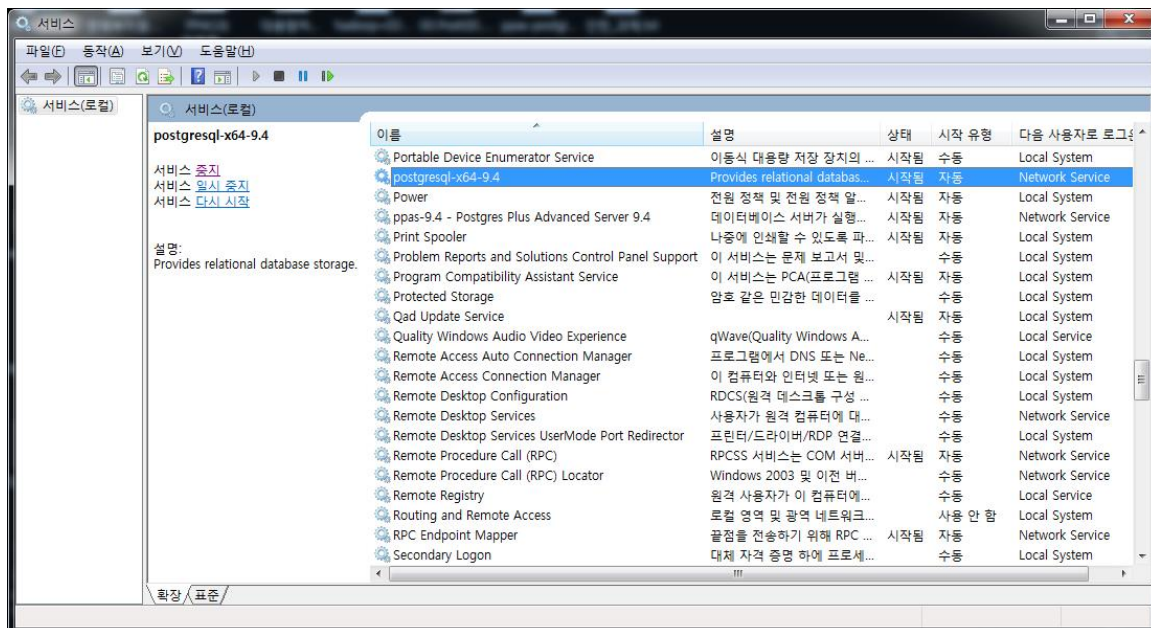 서비스
파일(F) 동작(A) 보기(V) 도움말(H)
서비스(로컬)
서비스(로컬)
postgresql-x64-9.4
서비스 중지
서비스 일시 중지
서비스 다시 시작
설명:
Provides relational database storage.
이름 설명 상태 시작 유형 다음 사용자로 로그온
Portable Device Enumerator Service 이동식 대용량 저장 장치의 ... 시작됨 수동 Local System
postgresql-x64-9.4 Provides relational databas... 시작됨 자동 Network Service
Power 전원 정책 및 전원 정책 알... 시작됨 자동 Local System
ppas-9.4 - Postgres Plus Advanced Server 9.4 데이터베이스 서버가 실행... 시작됨 자동 Network Service
Print Spooler 나중에 인쇄할 수 있도록 파... 시작됨 자동 Local System
Problem Reports and Solutions Control Panel Support 이 서비스는 문제 보고서 및... 수동 Local System
Program Compatibility Assistant Service 이 서비스는 PCA(프로그램 ... 시작됨 자동 Local System
Protected Storage 암호 같은 민감한 데이터를 ... 수동 Local System
Qad Update Service 시작됨 자동 Local System
Quality Windows Audio Video Experience qWave(Quality Windows A... 수동 Local Service
Remote Access Auto Connection Manager 프로그램에서 DNS 또는 Ne... 수동 Local System
Remote Access Connection Manager 이 컴퓨터와 인터넷 또는 원... 수동 Local System
Remote Desktop Configuration RDCS(원격 데스크톱 구성 ... 수동 Local System
Remote Desktop Services 사용자가 원격 컴퓨터에 대... 수동 Network Service
Remote Desktop Services UserMode Port Redirector 프린터/드라이버/RDP 연결... 수동 Local System
Remote Procedure Call (RPC) RPCSS 서비스는 COM 서버... 시작됨 자동 Network Service
Remote Procedure Call (RPC) Locator Windows 2003 및 이전 버... 수동 Network Service
Remote Registry 원격 사용자가 이 컴퓨터에... 수동 Local Service
Routing and Remote Access 로컬 영역 및 광역 네트워크... 사용 안 함 Local System
RPC Endpoint Mapper 끝점을 전송하기 위해 RPC ... 시작됨 자동 Network Service
Secondary Logon 대체 자격 증명 하에 프로세... 수동 Local System
확장 표준